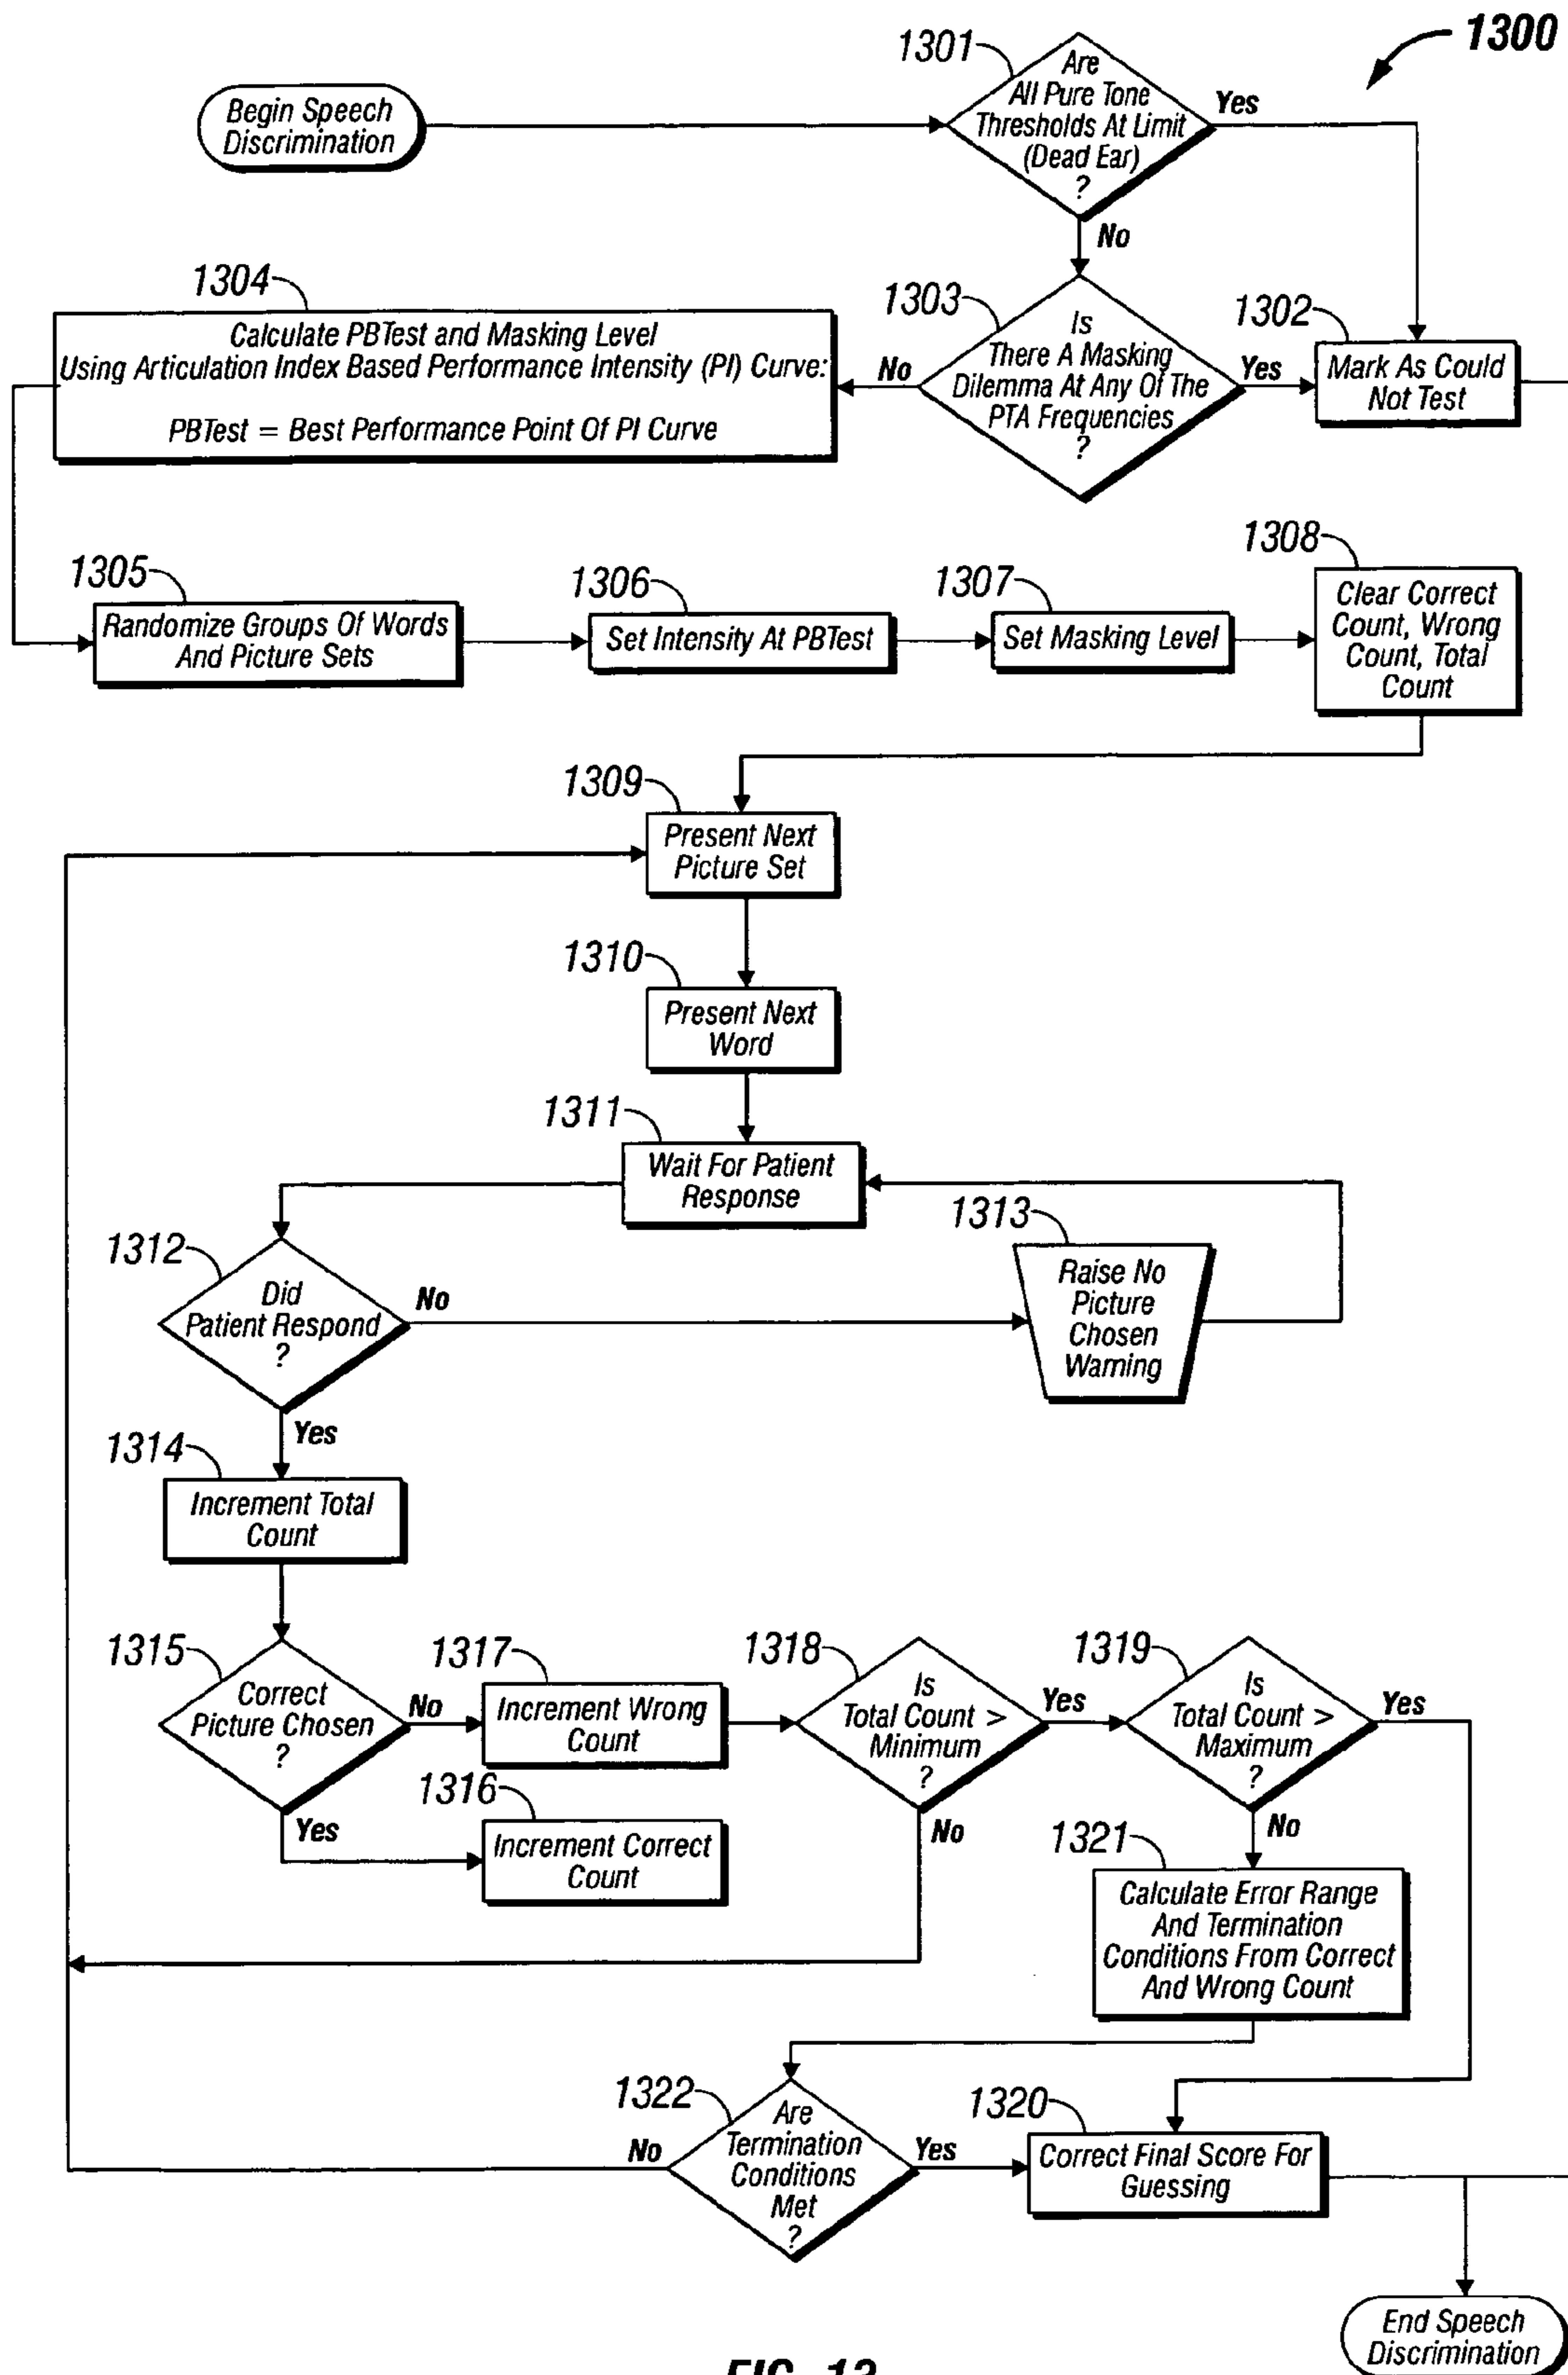 1300
Begin Speech
Discrimination
1301
Are
All Pure Tone
Thresholds At Limit
(Dead Ear)
?
Yes
No
1303
Is
There A Masking
Dilemma At Any Of The
PTA Frequencies
?
Yes
No
1302
Mark As Could
Not Test
1304
Calculate PBTest and Masking Level
Using Articulation Index Based Performance Intensity (PI) Curve:
PBTest = Best Performance Point Of PI Curve
1305
Randomize Groups Of Words
And Picture Sets
1306
Set Intensity At PBTest
1307
Set Masking Level
1308
Clear Correct
Count, Wrong
Count, Total
Count
1309
Present Next
Picture Set
1310
Present Next
Word
1311
Wait For Patient
Response
1312
Did
Patient Respond
?
No
Yes
1313
Raise No
Picture
Chosen
Warning
1314
Increment Total
Count
1315
Correct
Picture Chosen
?
No
Yes
1317
Increment Wrong
Count
1316
Increment Correct
Count
1318
Is
Total Count >
Minimum
?
Yes
No
1319
Is
Total Count >
Maximum
?
Yes
No
1321
Calculate Error Range
And Termination
Conditions From Correct
And Wrong Count
1322
Are
Termination
Conditions
Met
?
No
Yes
1320
Correct Final Score For
Guessing
End Speech
Discrimination
FIG. 13